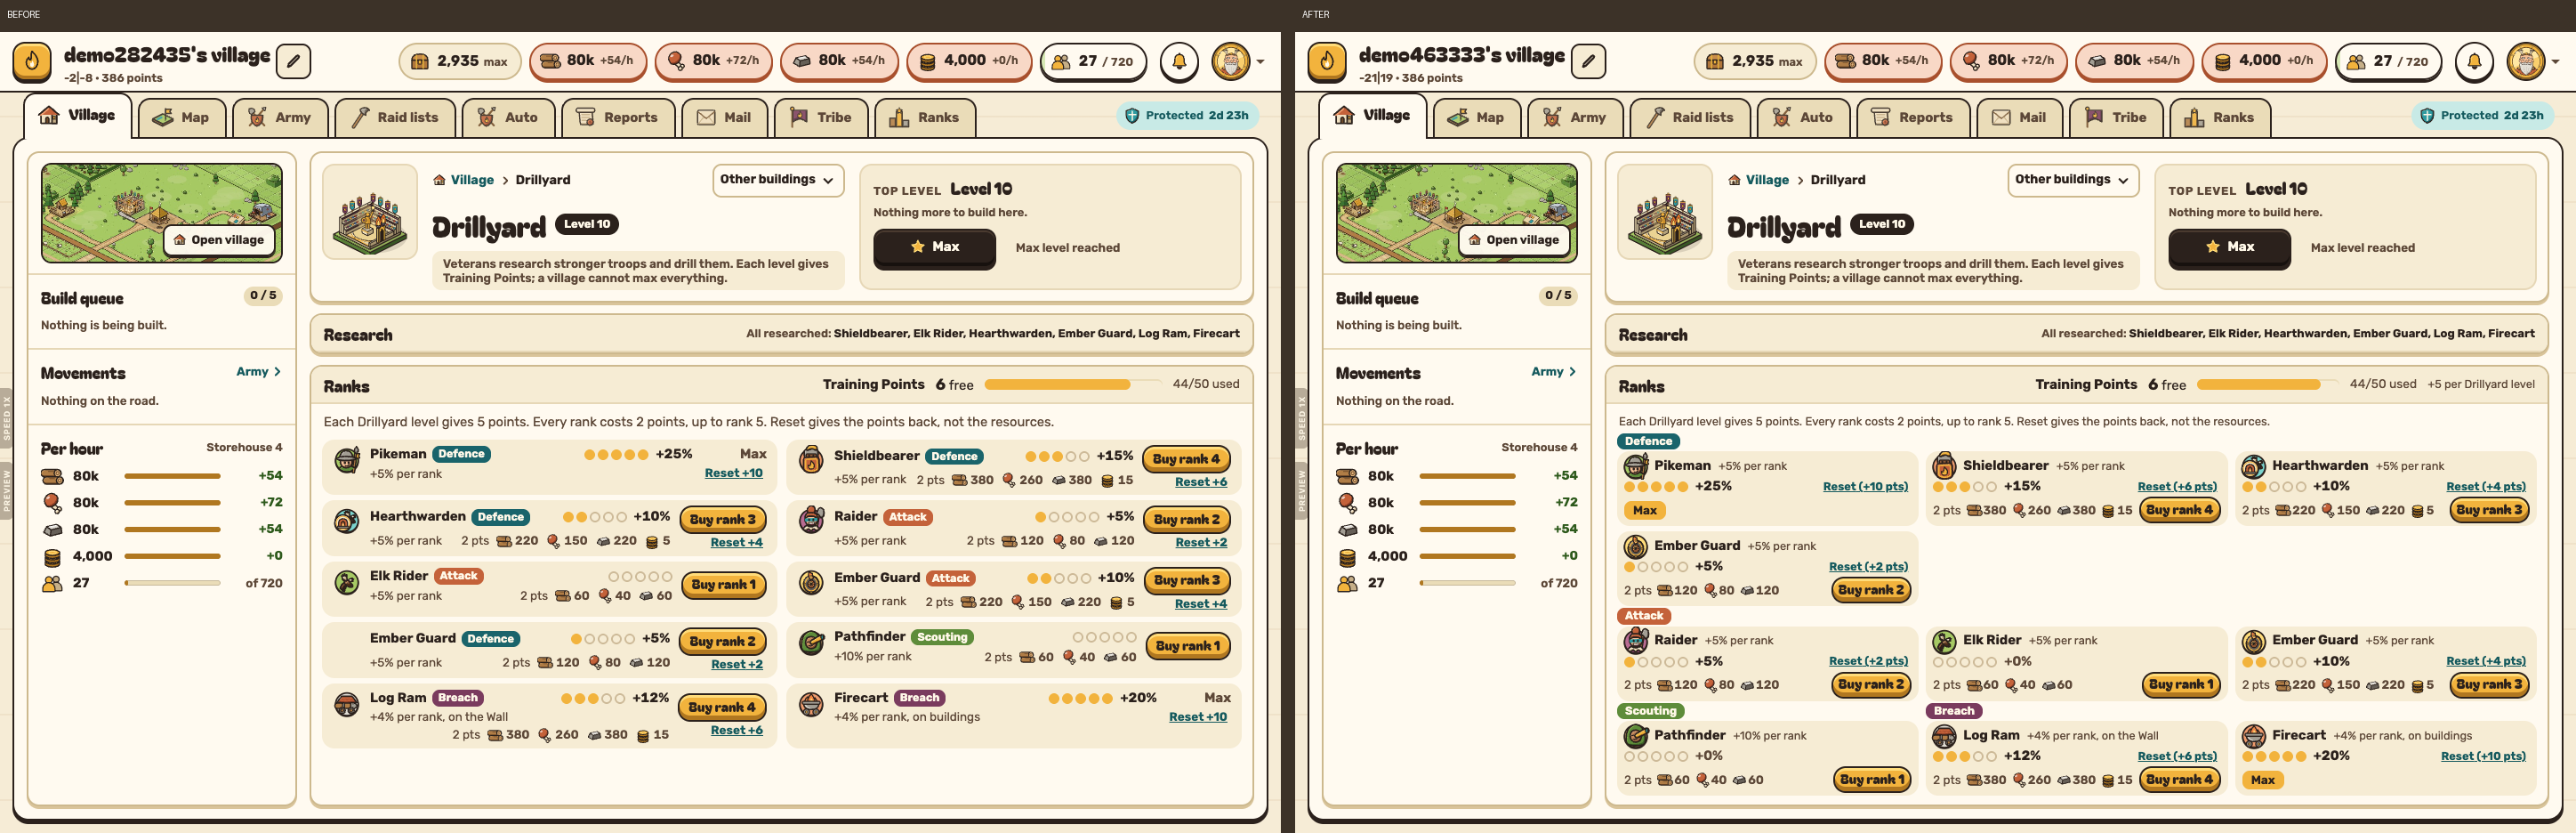 BEFORE
demo282435's village
-2|-8 • 386 points
2,935 max
80k +54/h
80k +72/h
80k +54/h
4,000 +0/h
27 / 720
Village
Map
Army
Raid lists
Auto
Reports
Mail
Tribe
Ranks
Protected 2d 23h
SPEED 1X
PREVIEW
Open village
Build queue 0 / 5
Nothing is being built.
Movements Army >
Nothing on the road.
Per hour Storehouse 4
80k +54
80k +72
80k +54
4,000 +0
27 of 720
Village > Drillyard
Other buildings
Drillyard Level 10
Veterans research stronger troops and drill them. Each level gives
Training Points; a village cannot max everything.
TOP LEVEL Level 10
Nothing more to build here.
Max
Max level reached
Research
All researched: Shieldbearer, Elk Rider, Hearthwarden, Ember Guard, Log Ram, Firecart
Ranks
Training Points 6 free 44/50 used
Each Drillyard level gives 5 points. Every rank costs 2 points, up to rank 5. Reset gives the points back, not the resources.
Pikeman Defence +25% Max
+5% per rank Reset +10
Shieldbearer Defence +15% Buy rank 4
+5% per rank 2 pts 380 260 380 15 Reset +6
Hearthwarden Defence +10% Buy rank 3
+5% per rank 2 pts 220 150 220 5 Reset +4
Raider Attack +5% Buy rank 2
+5% per rank 2 pts 120 80 120 Reset +2
Elk Rider Attack Buy rank 1
+5% per rank 2 pts 60 40 60
Ember Guard Attack +10% Buy rank 3
+5% per rank 2 pts 220 150 220 5 Reset +4
Ember Guard Defence +5% Buy rank 2
+5% per rank 2 pts 120 80 120 Reset +2
Pathfinder Scouting Buy rank 1
+10% per rank 2 pts 60 40 60
Log Ram Breach +12% Buy rank 4
+4% per rank, on the Wall
2 pts 380 260 380 15 Reset +6
Firecart Breach +20% Max
+4% per rank, on buildings Reset +10
AFTER
demo463333's village
-21|19 • 386 points
2,935 max
80k +54/h
80k +72/h
80k +54/h
4,000 +0/h
27 / 720
Village
Map
Army
Raid lists
Auto
Reports
Mail
Tribe
Ranks
Protected 2d 23h
SPEED 1X
PREVIEW
Open village
Build queue 0 / 5
Nothing is being built.
Movements Army >
Nothing on the road.
Per hour Storehouse 4
80k +54
80k +72
80k +54
4,000 +0
27 of 720
Village > Drillyard
Other buildings
Drillyard Level 10
Veterans research stronger troops and drill them. Each level gives
Training Points; a village cannot max everything.
TOP LEVEL Level 10
Nothing more to build here.
Max
Max level reached
Research
All researched: Shieldbearer, Elk Rider, Hearthwarden, Ember Guard, Log Ram, Firecart
Ranks
Training Points 6 free 44/50 used +5 per Drillyard level
Each Drillyard level gives 5 points. Every rank costs 2 points, up to rank 5. Reset gives the points back, not the resources.
Defence
Pikeman +5% per rank
+25% Reset (+10 pts)
Max
Shieldbearer +5% per rank
+15% Reset (+6 pts)
2 pts 380 260 380 15 Buy rank 4
Hearthwarden +5% per rank
+10% Reset (+4 pts)
2 pts 220 150 220 5 Buy rank 3
Ember Guard +5% per rank
+5% Reset (+2 pts)
2 pts 120 80 120 Buy rank 2
Attack
Raider +5% per rank
+5% Reset (+2 pts)
2 pts 120 80 120 Buy rank 2
Elk Rider +5% per rank
+0%
2 pts 60 40 60 Buy rank 1
Ember Guard +5% per rank
+10% Reset (+4 pts)
2 pts 220 150 220 5 Buy rank 3
Scouting
Pathfinder +10% per rank
+0%
2 pts 60 40 60 Buy rank 1
Breach
Log Ram +4% per rank, on the Wall
+12% Reset (+6 pts)
2 pts 380 260 380 15 Buy rank 4
Firecart +4% per rank, on buildings
+20% Reset (+10 pts)
Max